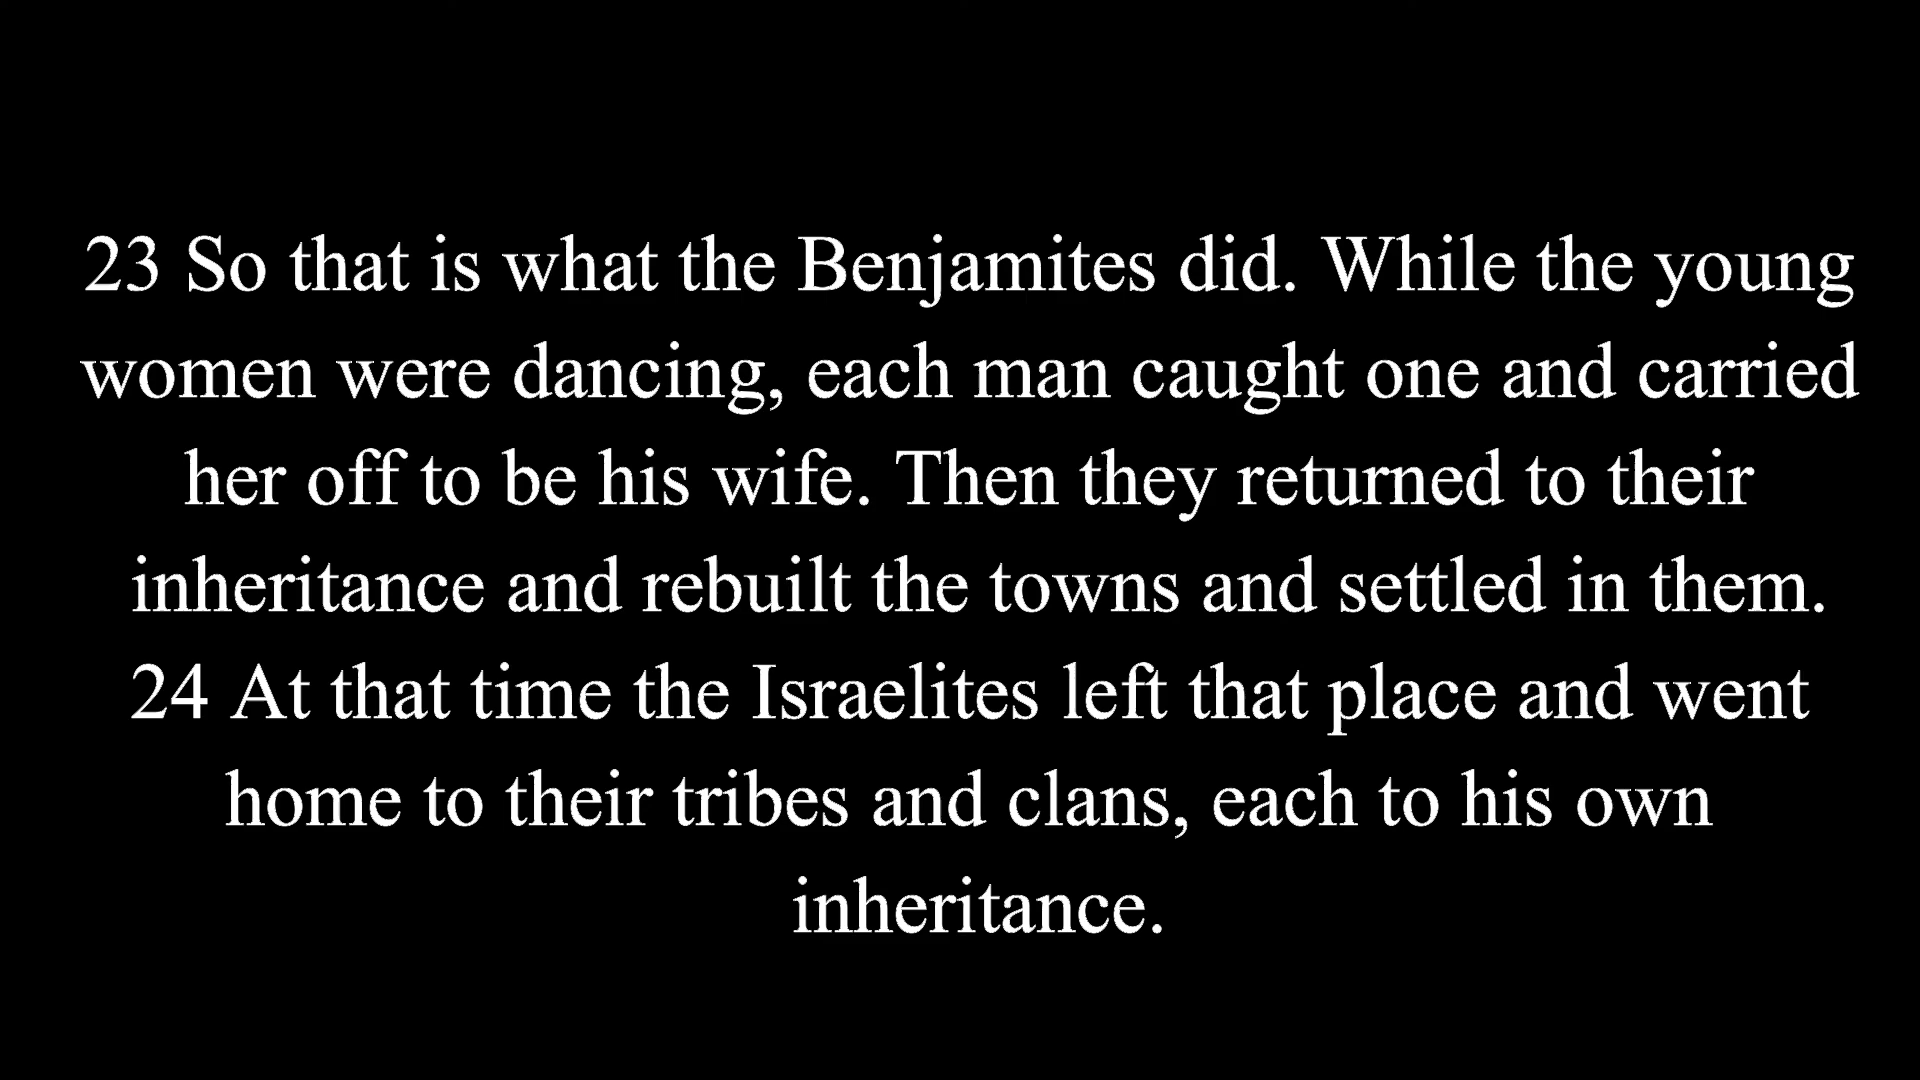 23 So that is what the Benjamites did. While the young
women were dancing, each man caught one and carried
her off to be his wife. Then they returned to their
inheritance and rebuilt the towns and settled in them.
24 At that time the Israelites left that place and went
home to their tribes and clans, each to his own
inheritance.